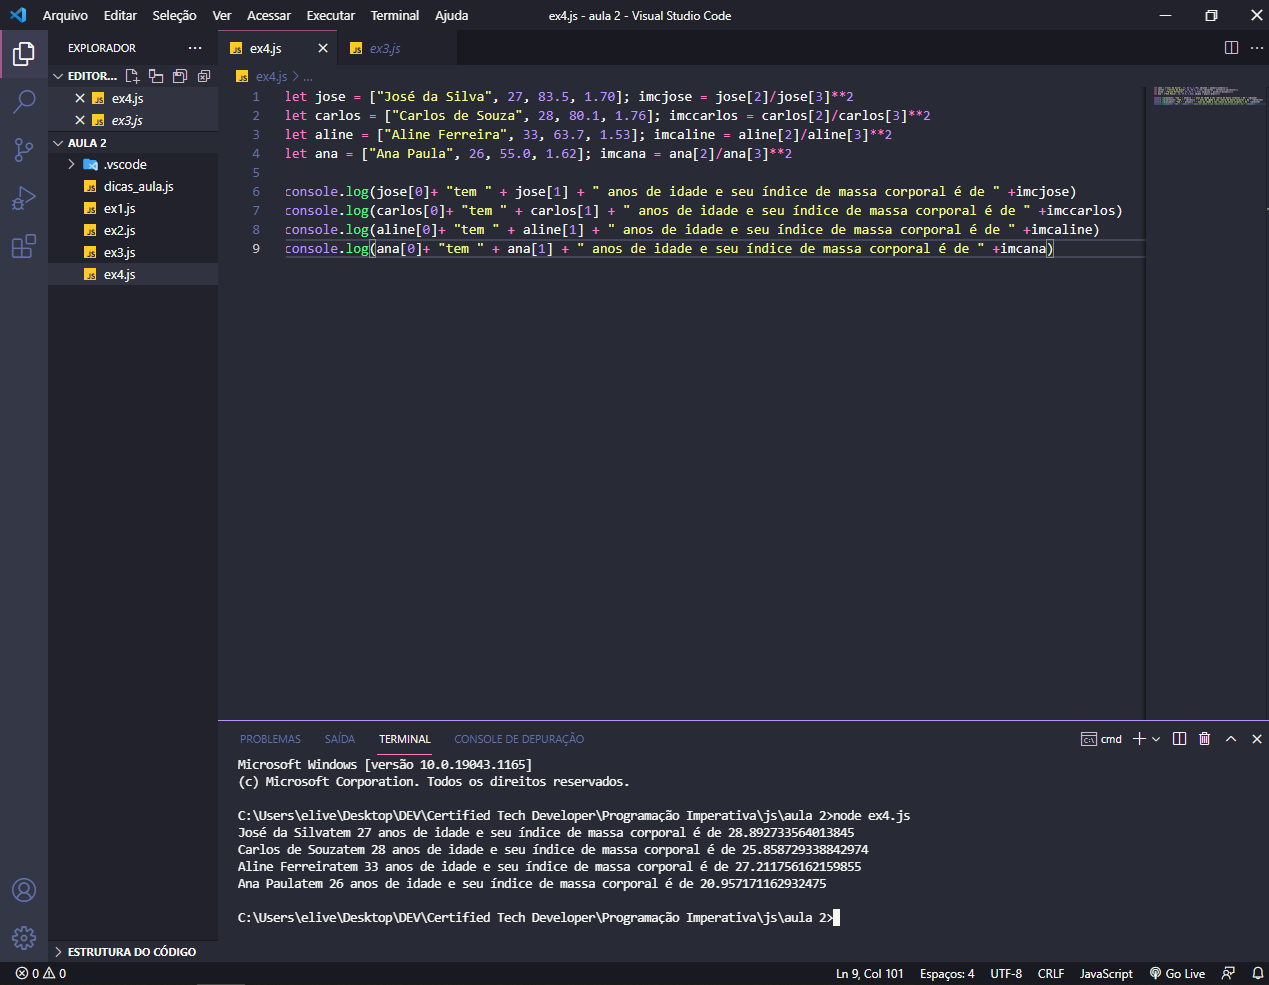 Arquivo Editar Seleção Ver Acessar Executar Terminal Ajuda ex4.js - aula 2 - Visual Studio Code
EXPLORADOR
EDITOR...
ex4.js
ex3.js
AULA 2
.vscode
dicas_aula.js
ex1.js
ex2.js
ex3.js
ex4.js
ESTRUTURA DO CÓDIGO
ex4.js ex3.js
ex4.js > ...
1 let jose = ["José da Silva", 27, 83.5, 1.70]; imcjose = jose[2]/jose[3]**2
2 let carlos = ["Carlos de Souza", 28, 80.1, 1.76]; imccarlos = carlos[2]/carlos[3]**2
3 let aline = ["Aline Ferreira", 33, 63.7, 1.53]; imcaline = aline[2]/aline[3]**2
4 let ana = ["Ana Paula", 26, 55.0, 1.62]; imcana = ana[2]/ana[3]**2
5
6 console.log(jose[0]+ "tem " + jose[1] + " anos de idade e seu índice de massa corporal é de " +imcjose)
7 console.log(carlos[0]+ "tem " + carlos[1] + " anos de idade e seu índice de massa corporal é de " +imccarlos)
8 console.log(aline[0]+ "tem " + aline[1] + " anos de idade e seu índice de massa corporal é de " +imcaline)
9 console.log(ana[0]+ "tem " + ana[1] + " anos de idade e seu índice de massa corporal é de " +imcana)
PROBLEMAS SAÍDA TERMINAL CONSOLE DE DEPURAÇÃO cmd
Microsoft Windows [versão 10.0.19043.1165]
(c) Microsoft Corporation. Todos os direitos reservados.
C:\Users\elive\Desktop\DEV\Certified Tech Developer\Programação Imperativa\js\aula 2>node ex4.js
José da Silvatem 27 anos de idade e seu índice de massa corporal é de 28.892733564013845
Carlos de Souzatem 28 anos de idade e seu índice de massa corporal é de 25.858729338842974
Aline Ferreiratem 33 anos de idade e seu índice de massa corporal é de 27.211756162159855
Ana Paulatem 26 anos de idade e seu índice de massa corporal é de 20.957171162932475
C:\Users\elive\Desktop\DEV\Certified Tech Developer\Programação Imperativa\js\aula 2>
0 0 Ln 9, Col 101 Espaços: 4 UTF-8 CRLF JavaScript Go Live